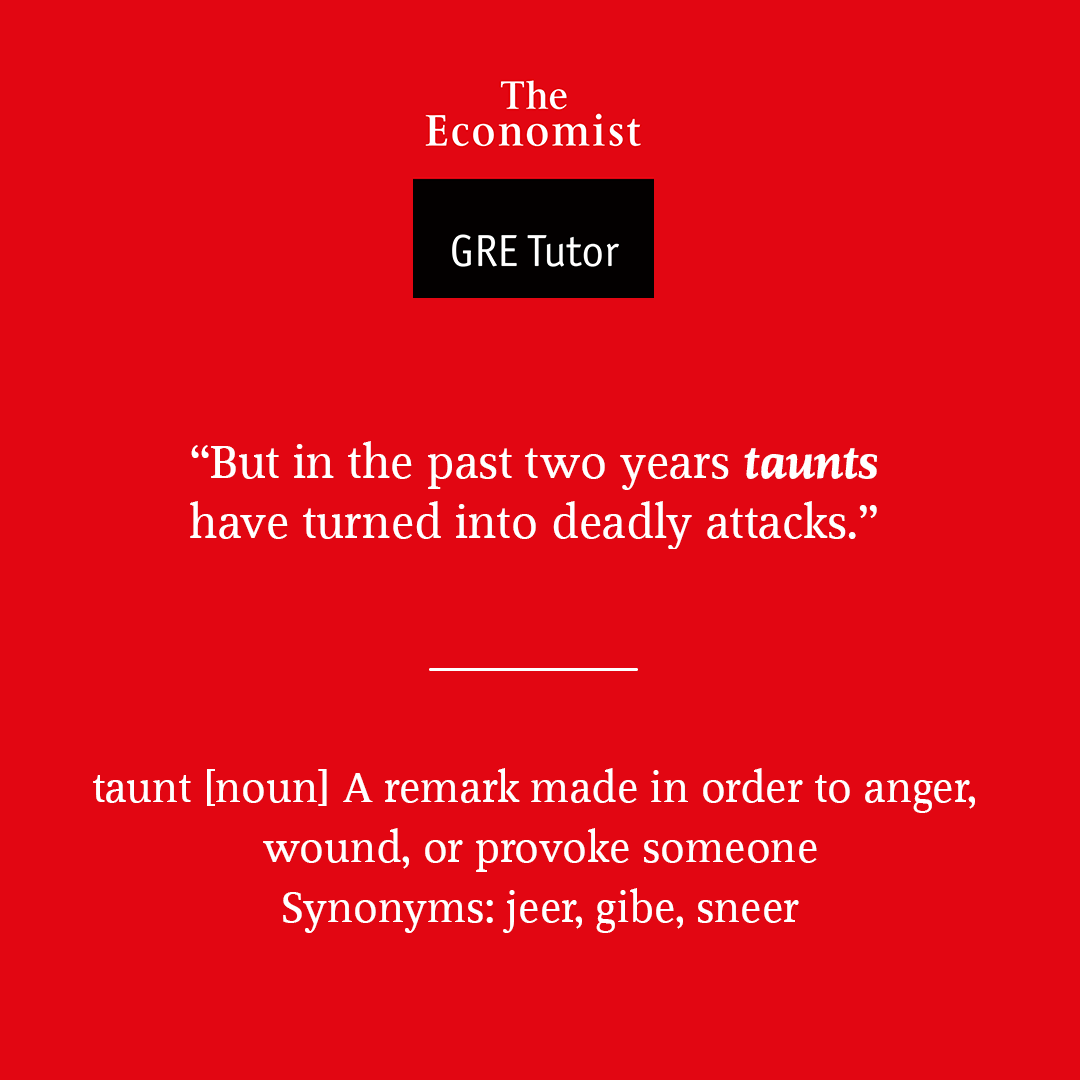 The
Economist
GRE Tutor
“But in the past two years taunts
have turned into deadly attacks.”
taunt [noun] A remark made in order to anger,
wound, or provoke someone
Synonyms: jeer, gibe, sneer